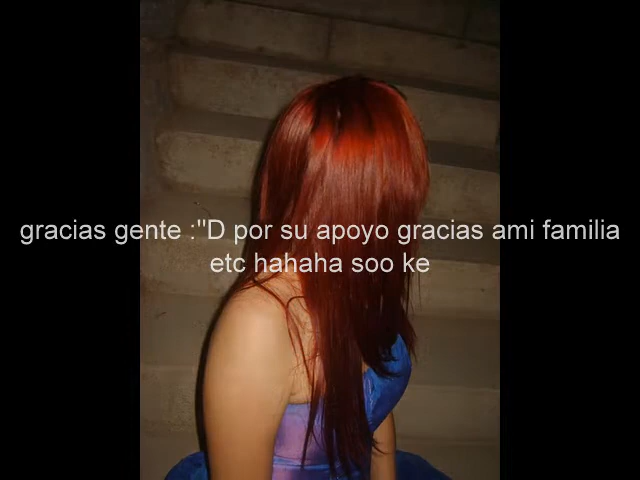 gracias gente :"D por su apoyo gracias ami familia
etc hahaha soo ke